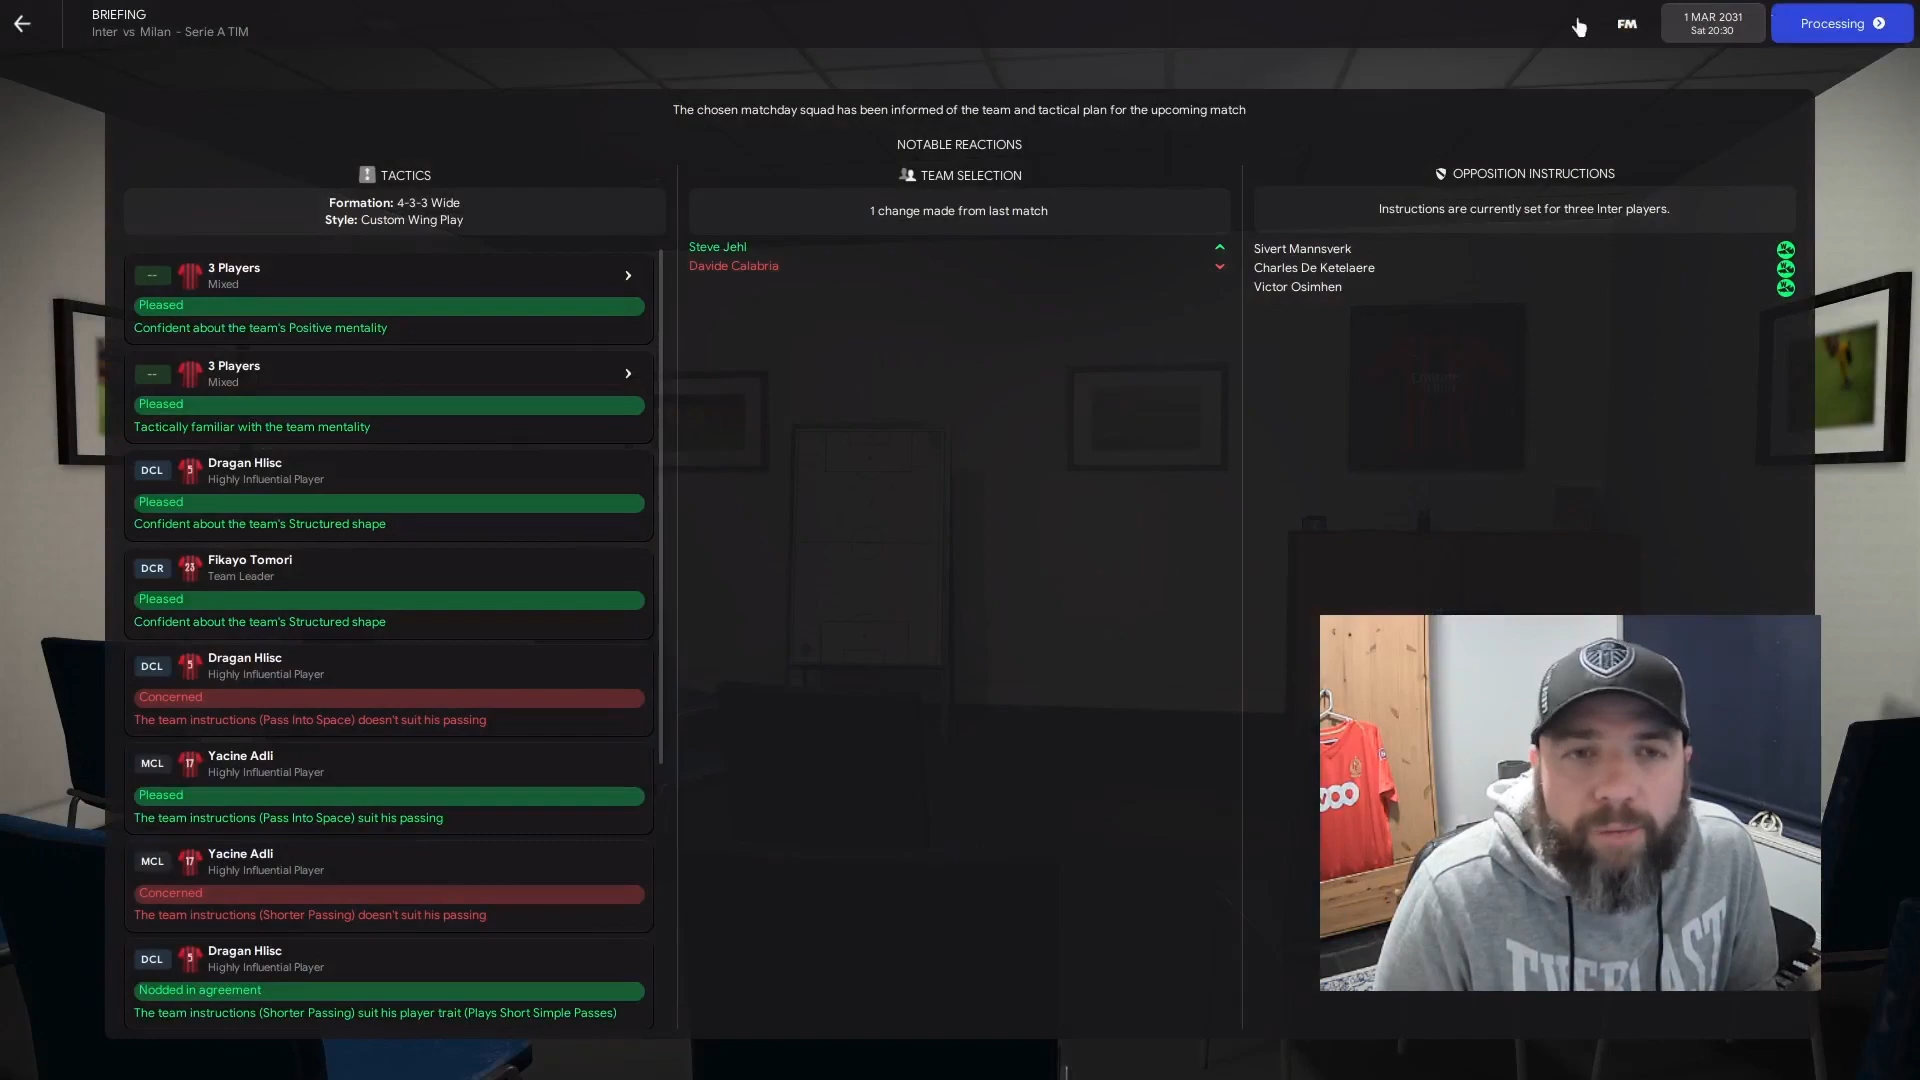 BRIEFING
Inter vs Milan - Serie A TIM
FM
1 MAR 2031
Sat 20:30
Processing
The chosen matchday squad has been informed of the team and tactical plan for the upcoming match
NOTABLE REACTIONS
TACTICS
Formation: 4-3-3 Wide
Style: Custom Wing Play
-- 3 Players
Mixed
Pleased
Confident about the team's Positive mentality
-- 3 Players
Mixed
Pleased
Tactically familiar with the team mentality
DCL 5 Dragan Hlisc
Highly Influential Player
Pleased
Confident about the team's Structured shape
DCR 23 Fikayo Tomori
Team Leader
Pleased
Confident about the team's Structured shape
DCL 5 Dragan Hlisc
Highly Influential Player
Concerned
The team instructions (Pass Into Space) doesn't suit his passing
MCL 17 Yacine Adli
Highly Influential Player
Pleased
The team instructions (Pass Into Space) suit his passing
MCL 17 Yacine Adli
Highly Influential Player
Concerned
The team instructions (Shorter Passing) doesn't suit his passing
DCL 5 Dragan Hlisc
Highly Influential Player
Nodded in agreement
The team instructions (Shorter Passing) suit his player trait (Plays Short Simple Passes)
TEAM SELECTION
1 change made from last match
Steve Jehl
Davide Calabria
OPPOSITION INSTRUCTIONS
Instructions are currently set for three Inter players.
Sivert Mannsverk
Charles De Ketelaere
Victor Osimhen
VOO
EVERLAST